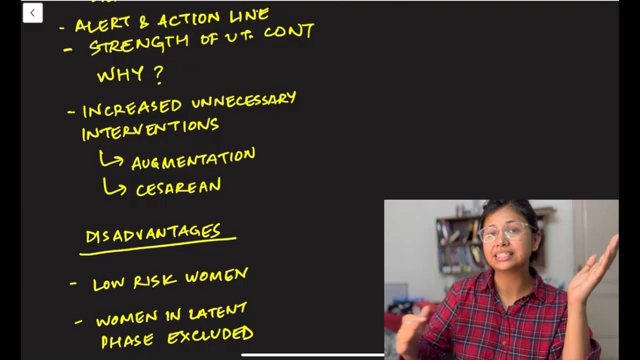 - ALERT & ACTION LINE
- STRENGTH OF UT. CONT
WHY ?
- INCREASED UNNECESSARY
INTERVENTIONS
↳ AUGMENTATION
↳ CESAREAN
DISADVANTAGES
- LOW RISK WOMEN
- WOMEN IN LATENT
PHASE EXCLUDED